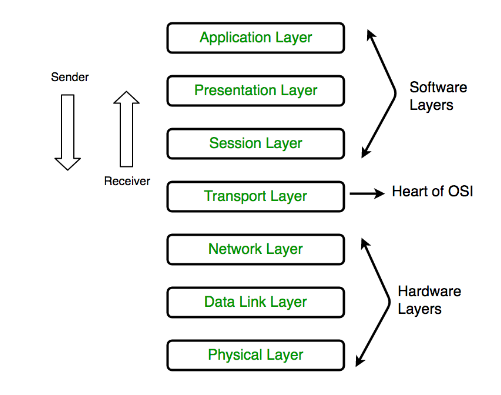 Application Layer
Presentation Layer
Session Layer
Transport Layer
Network Layer
Data Link Layer
Physical Layer
Sender
Receiver
Software
Layers
Heart of OSI
Hardware
Layers